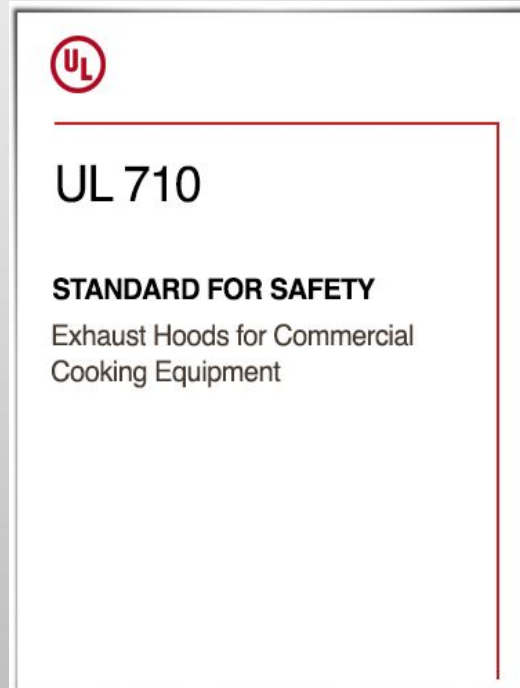 UL
UL 710
STANDARD FOR SAFETY
Exhaust Hoods for Commercial
Cooking Equipment